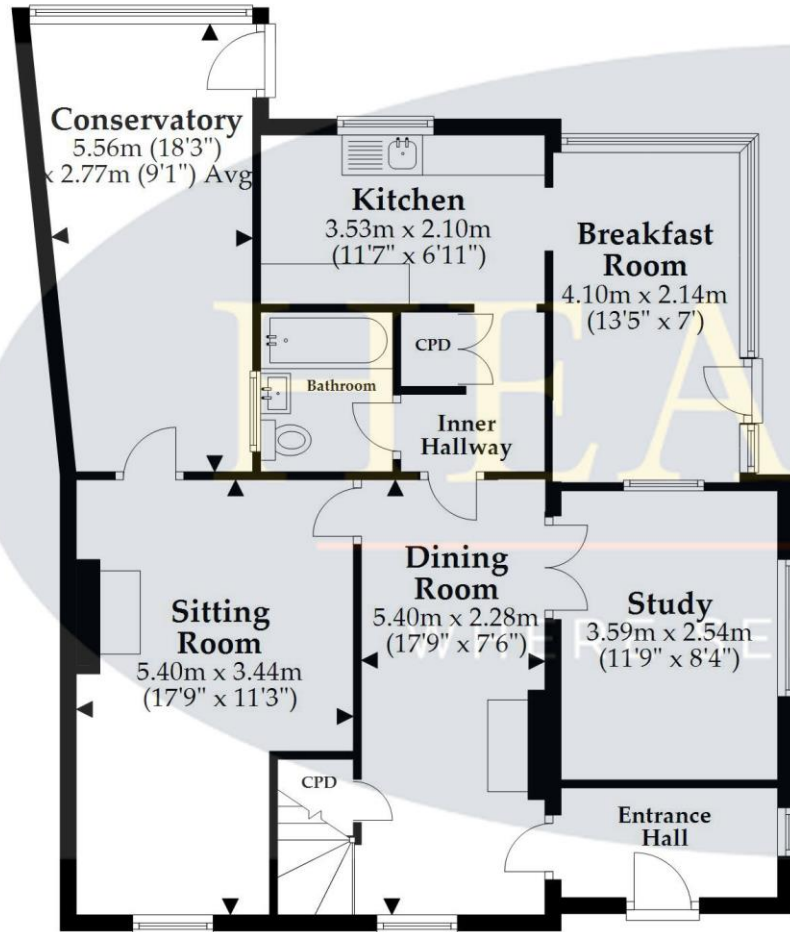 Conservatory
5.56m (18'3")
x 2.77m (9'1") Avg
Kitchen
3.53m x 2.10m
(11'7" x 6'11")
Breakfast
Room
4.10m x 2.14m
(13'5" x 7')
CPD
Bathroom
Inner
Hallway
Dining
Room
5.40m x 2.28m
(17'9" x 7'6")
Sitting
Room
5.40m x 3.44m
(17'9" x 11'3")
Study
3.59m x 2.54m
(11'9" x 8'4")
CPD
Entrance
Hall
HEA
WHERE SE